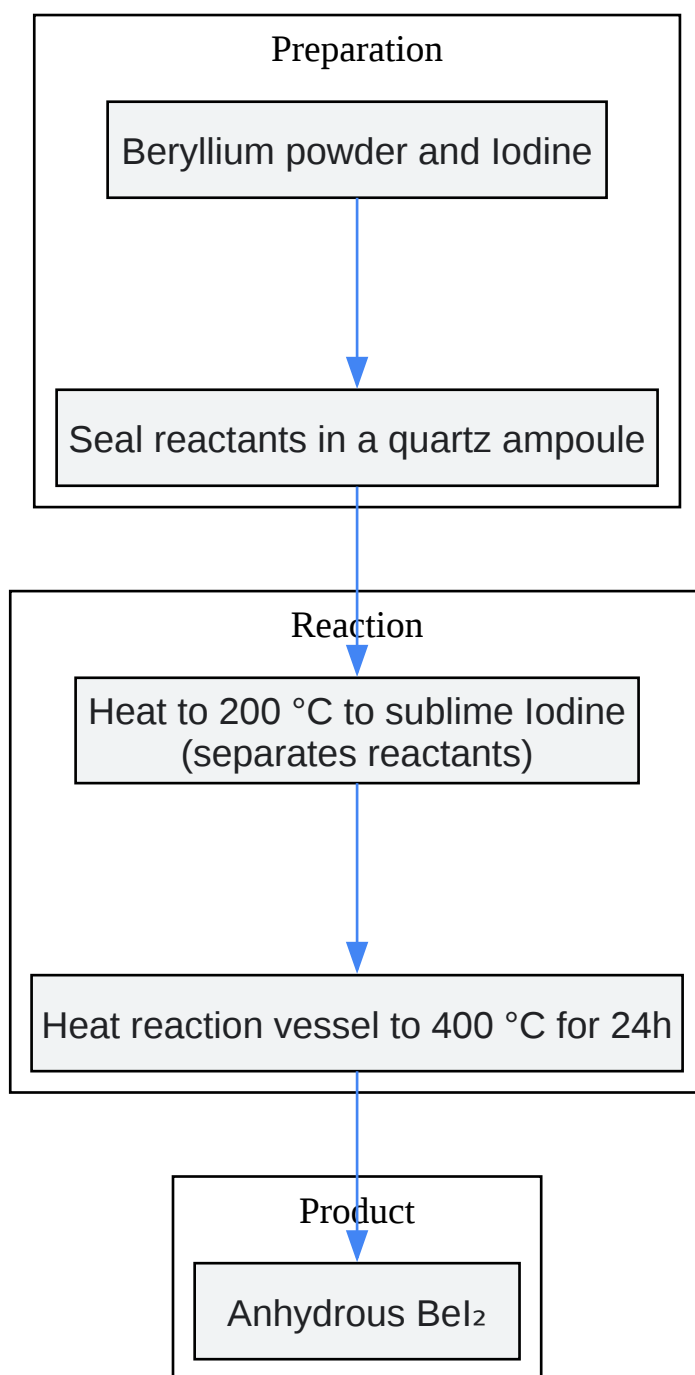 Preparation
Beryllium powder and Iodine
Seal reactants in a quartz ampoule
Reaction
Heat to 200 °C to sublime Iodine
(separates reactants)
Heat reaction vessel to 400 °C for 24h
Product
Anhydrous BeI₂